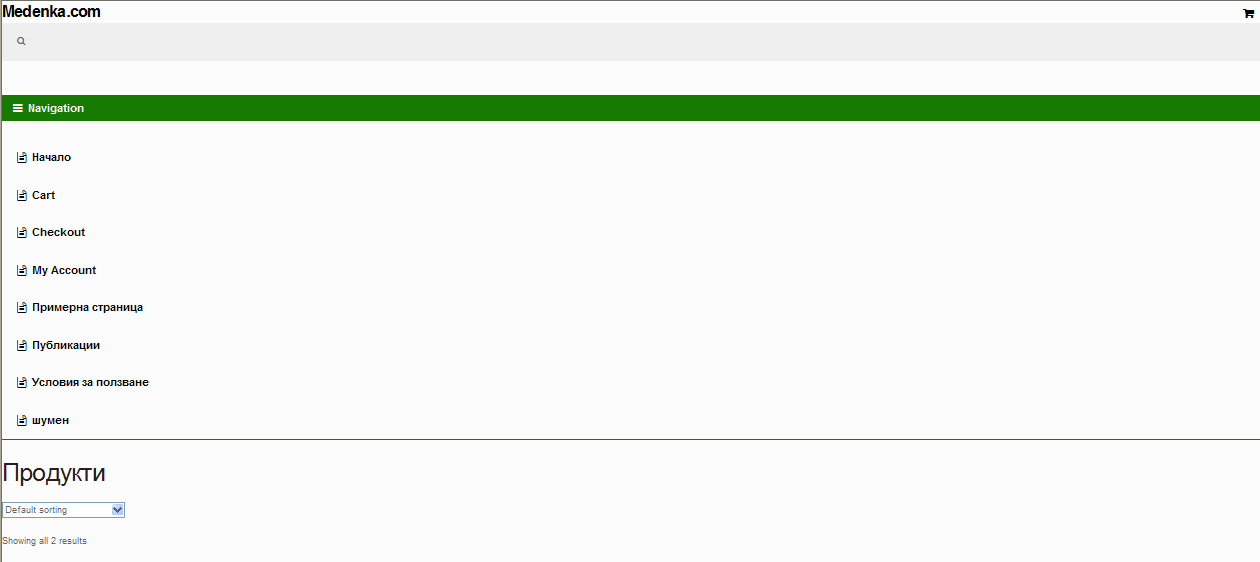 Medenka.com
Navigation
Начало
Cart
Checkout
My Account
Примерна страница
Публикации
Условия за ползване
шумен
Продукти
Default sorting
Showing all 2 results